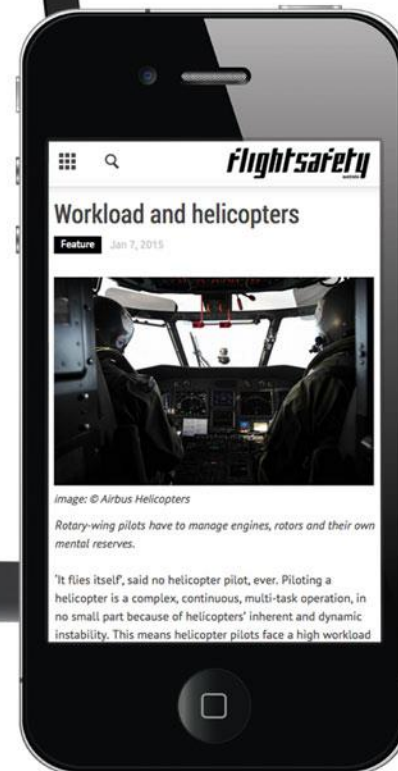 flightsafety
australia
Workload and helicopters
Feature Jan 7, 2015
image: © Airbus Helicopters
Rotary-wing pilots have to manage engines, rotors and their own
mental reserves.
'It flies itself', said no helicopter pilot, ever. Piloting a
helicopter is a complex, continuous, multi-task operation, in
no small part because of helicopters' inherent and dynamic
instability. This means helicopter pilots face a high workload